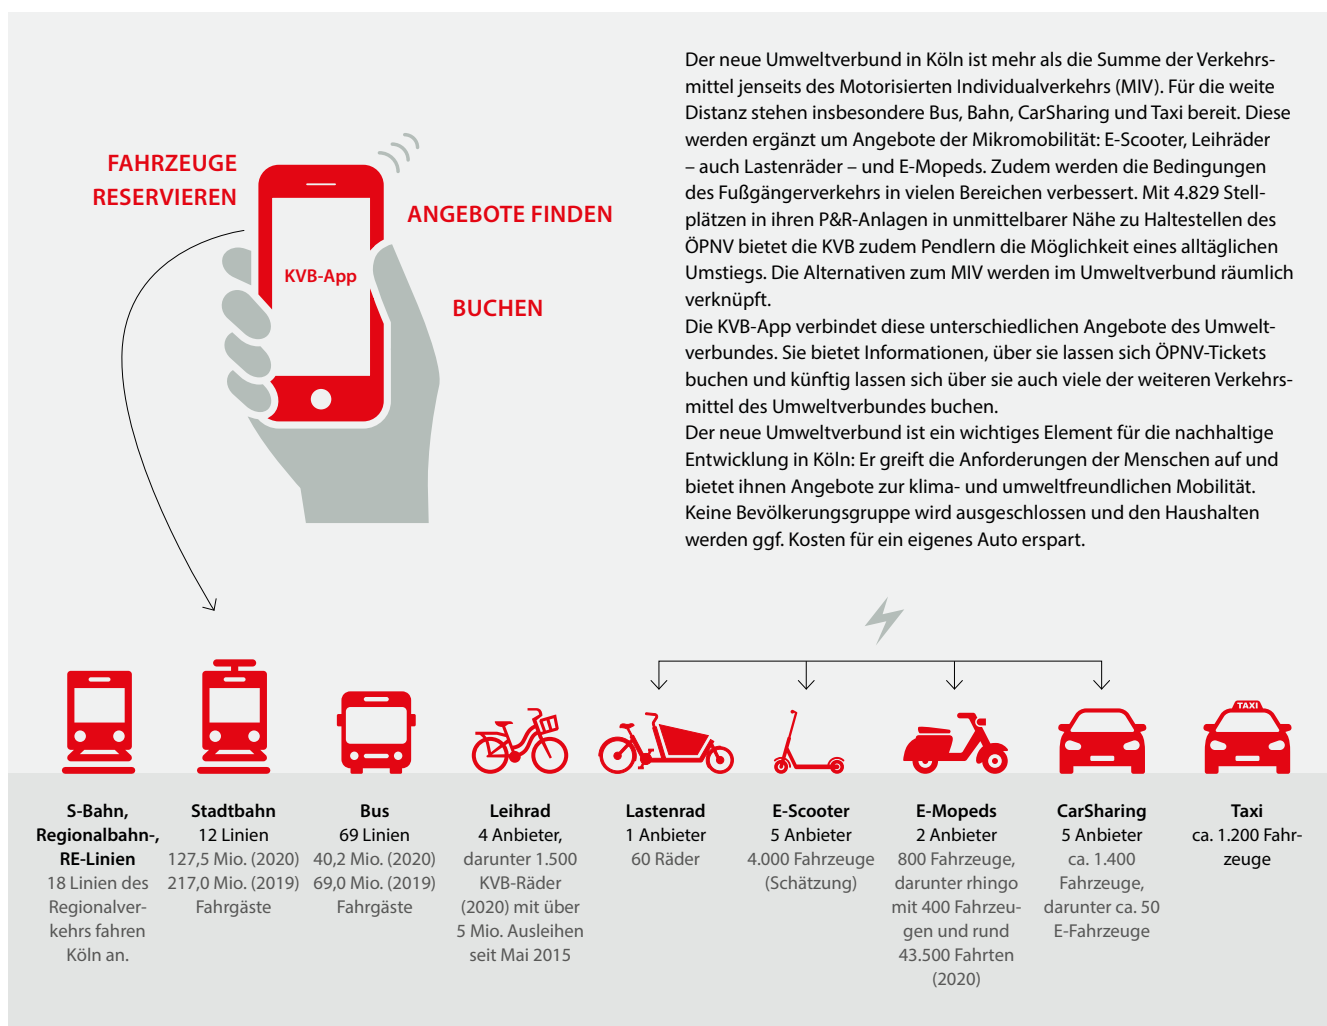 FAHRZEUGE
RESERVIEREN
ANGEBOTE FINDEN
KVB-App
BUCHEN
Der neue Umweltverbund in Köln ist mehr als die Summe der Verkehrs-
mittel jenseits des Motorisierten Individualverkehrs (MIV). Für die weite
Distanz stehen insbesondere Bus, Bahn, CarSharing und Taxi bereit. Diese
werden ergänzt um Angebote der Mikromobilität: E-Scooter, Leihräder
– auch Lastenräder – und E-Mopeds. Zudem werden die Bedingungen
des Fußgängerverkehrs in vielen Bereichen verbessert. Mit 4.829 Stell-
plätzen in ihren P&R-Anlagen in unmittelbarer Nähe zu Haltestellen des
ÖPNV bietet die KVB zudem Pendlern die Möglichkeit eines alltäglichen
Umstiegs. Die Alternativen zum MIV werden im Umweltverbund räumlich
verknüpft.
Die KVB-App verbindet diese unterschiedlichen Angebote des Umwelt-
verbundes. Sie bietet Informationen, über sie lassen sich ÖPNV-Tickets
buchen und künftig lassen sich über sie auch viele der weiteren Verkehrs-
mittel des Umweltverbundes buchen.
Der neue Umweltverbund ist ein wichtiges Element für die nachhaltige
Entwicklung in Köln: Er greift die Anforderungen der Menschen auf und
bietet ihnen Angebote zur klima- und umweltfreundlichen Mobilität.
Keine Bevölkerungsgruppe wird ausgeschlossen und den Haushalten
werden ggf. Kosten für ein eigenes Auto erspart.
TAXI
S-Bahn,
Regionalbahn-,
RE-Linien
18 Linien des
Regionalver-
kehrs fahren
Köln an.
Stadtbahn
12 Linien
127,5 Mio. (2020)
217,0 Mio. (2019)
Fahrgäste
Bus
69 Linien
40,2 Mio. (2020)
69,0 Mio. (2019)
Fahrgäste
Leihrad
4 Anbieter,
darunter 1.500
KVB-Räder
(2020) mit über
5 Mio. Ausleihen
seit Mai 2015
Lastenrad
1 Anbieter
60 Räder
E-Scooter
5 Anbieter
4.000 Fahrzeuge
(Schätzung)
E-Mopeds
2 Anbieter
800 Fahrzeuge,
darunter rhingo
mit 400 Fahrzeu-
gen und rund
43.500 Fahrten
(2020)
CarSharing
5 Anbieter
ca. 1.400
Fahrzeuge,
darunter ca. 50
E-Fahrzeuge
Taxi
ca. 1.200 Fahr-
zeuge